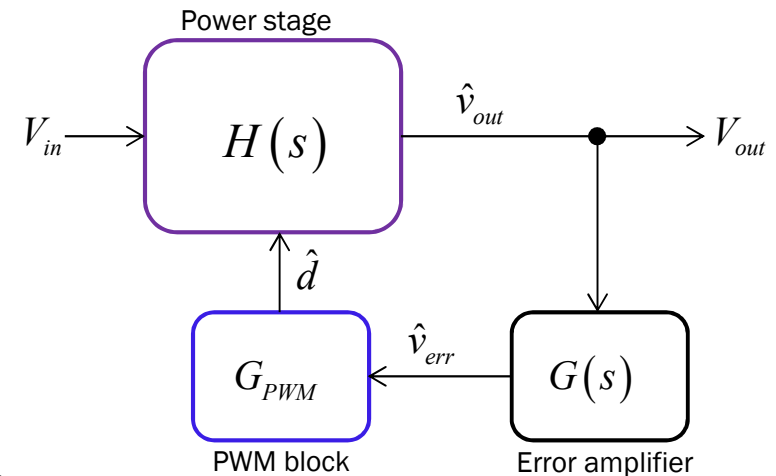 Power stage
V_in
H(s)
v̂_out
V_out
d̂
G_PWM
v̂_err
G(s)
PWM block
Error amplifier